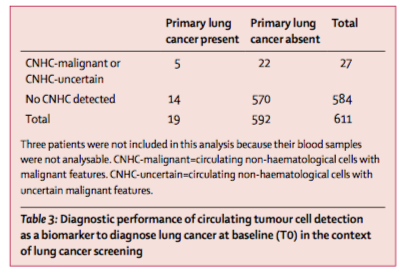 Primary lung Primary lung Total
cancer present cancer absent
CNHC-malignant or 5 22 27
CNHC-uncertain
No CNHC detected 14 570 584
Total 19 592 611
Three patients were not included in this analysis because their blood samples
were not analysable. CNHC-malignant=circulating non-haematological cells with
malignant features. CNHC-uncertain=circulating non-haematological cells with
uncertain malignant features.
Table 3: Diagnostic performance of circulating tumour cell detection
as a biomarker to diagnose lung cancer at baseline (T0) in the context
of lung cancer screening